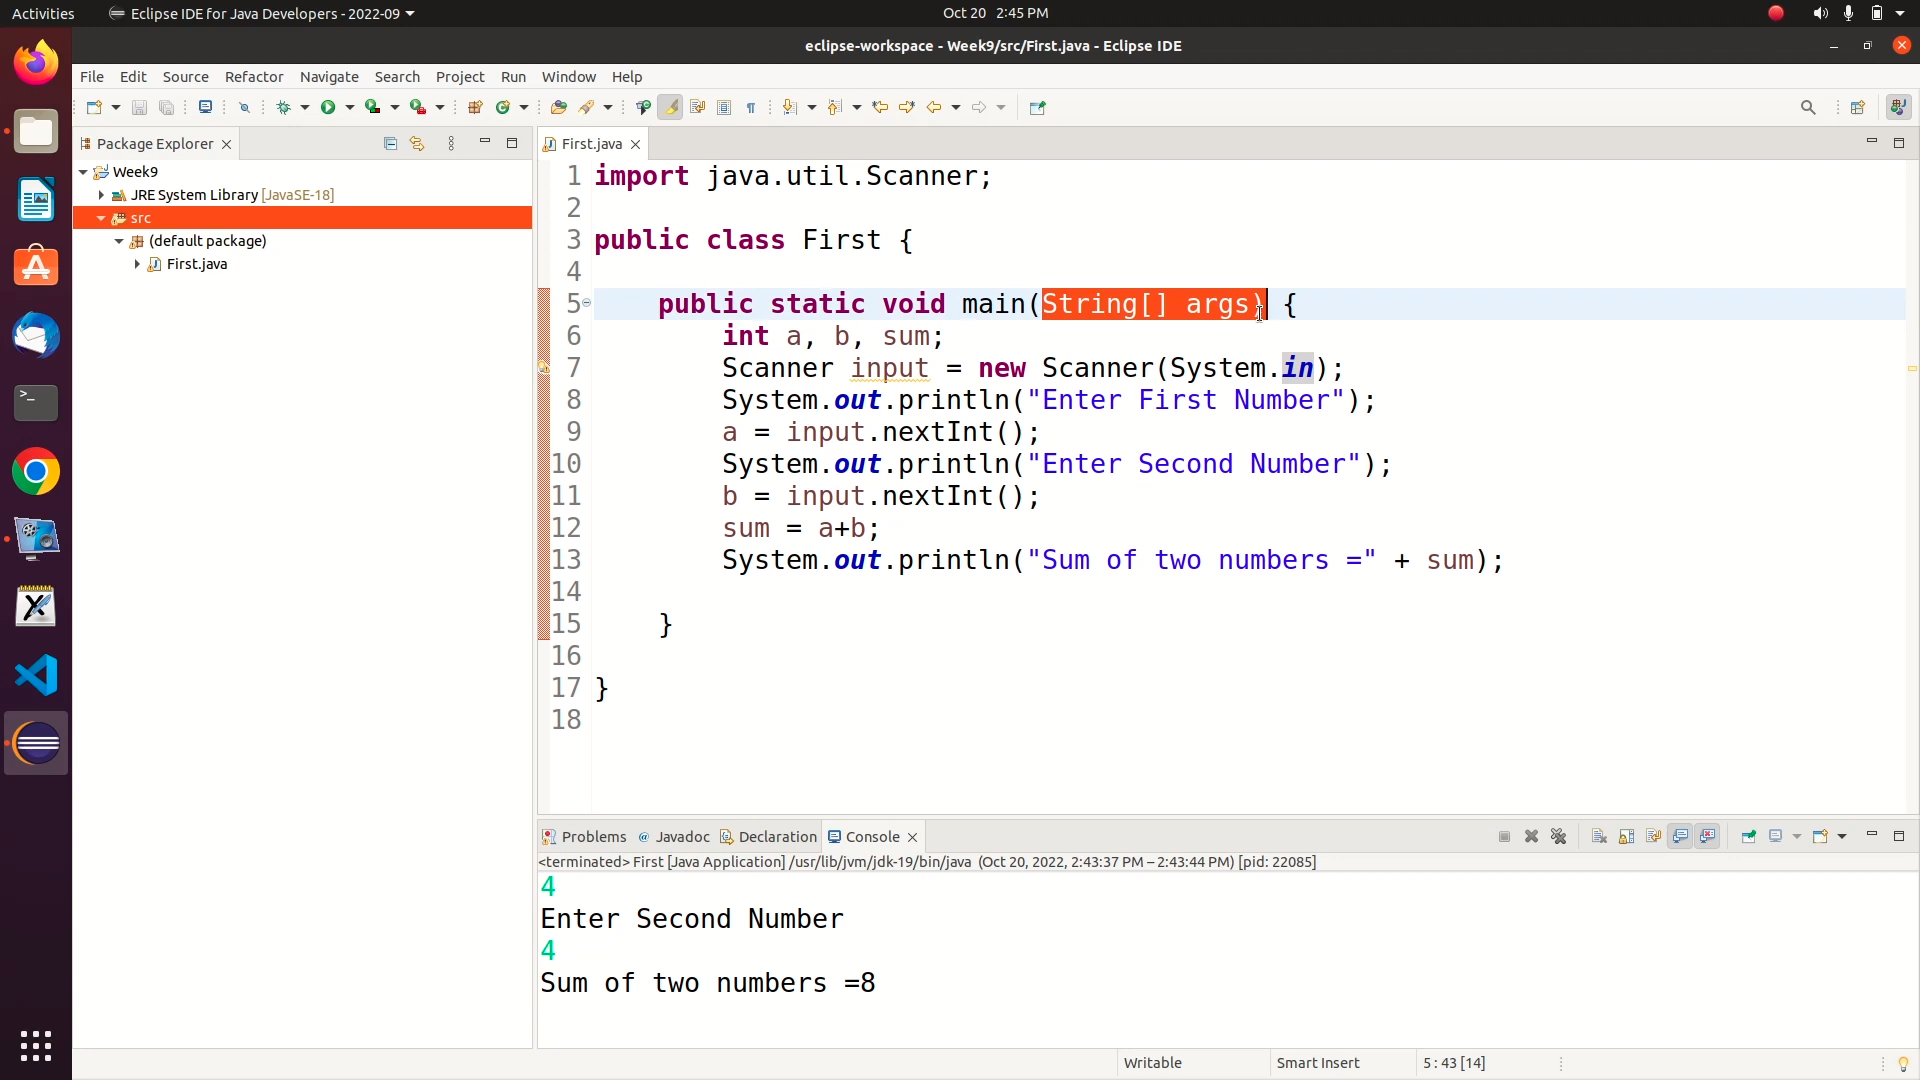 Activities
Eclipse IDE for Java Developers - 2022-09
Oct 20 2:45 PM
eclipse-workspace - Week9/src/First.java - Eclipse IDE
File Edit Source Refactor Navigate Search Project Run Window Help
Package Explorer
Week9
JRE System Library [JavaSE-18]
src
(default package)
First.java
First.java
1 import java.util.Scanner;
2
3 public class First {
4
5 public static void main(String[] args) {
6 int a, b, sum;
7 Scanner input = new Scanner(System.in);
8 System.out.println("Enter First Number");
9 a = input.nextInt();
10 System.out.println("Enter Second Number");
11 b = input.nextInt();
12 sum = a+b;
13 System.out.println("Sum of two numbers =" + sum);
14
15 }
16
17 }
18
Problems @ Javadoc Declaration Console
<terminated> First [Java Application] /usr/lib/jvm/jdk-19/bin/java (Oct 20, 2022, 2:43:37 PM – 2:43:44 PM) [pid: 22085]
4
Enter Second Number
4
Sum of two numbers =8
Writable Smart Insert 5 : 43 [14]